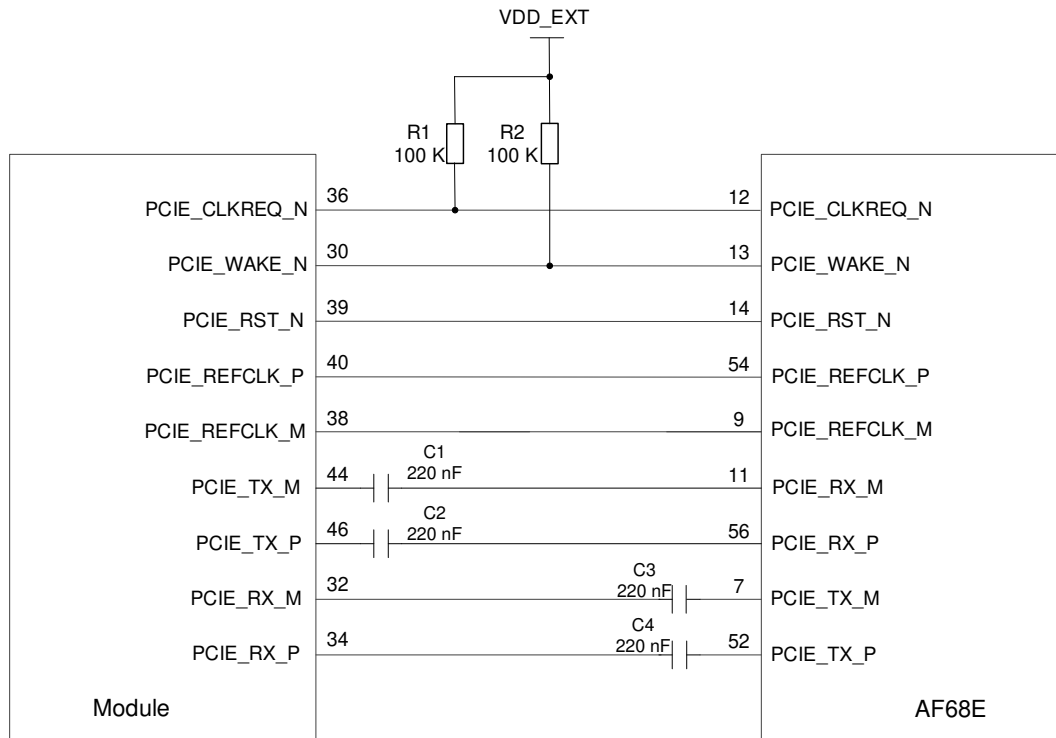 VDD_EXT
R1 R2
100 K 100 K
PCIE_CLKREQ_N 36 12 PCIE_CLKREQ_N
PCIE_WAKE_N 30 13 PCIE_WAKE_N
PCIE_RST_N 39 14 PCIE_RST_N
PCIE_REFCLK_P 40 54 PCIE_REFCLK_P
PCIE_REFCLK_M 38 9 PCIE_REFCLK_M
C1
220 nF
PCIE_TX_M 44 11 PCIE_RX_M
C2
220 nF
PCIE_TX_P 46 56 PCIE_RX_P
C3
220 nF
PCIE_RX_M 32 7 PCIE_TX_M
C4
220 nF
PCIE_RX_P 34 52 PCIE_TX_P
Module AF68E